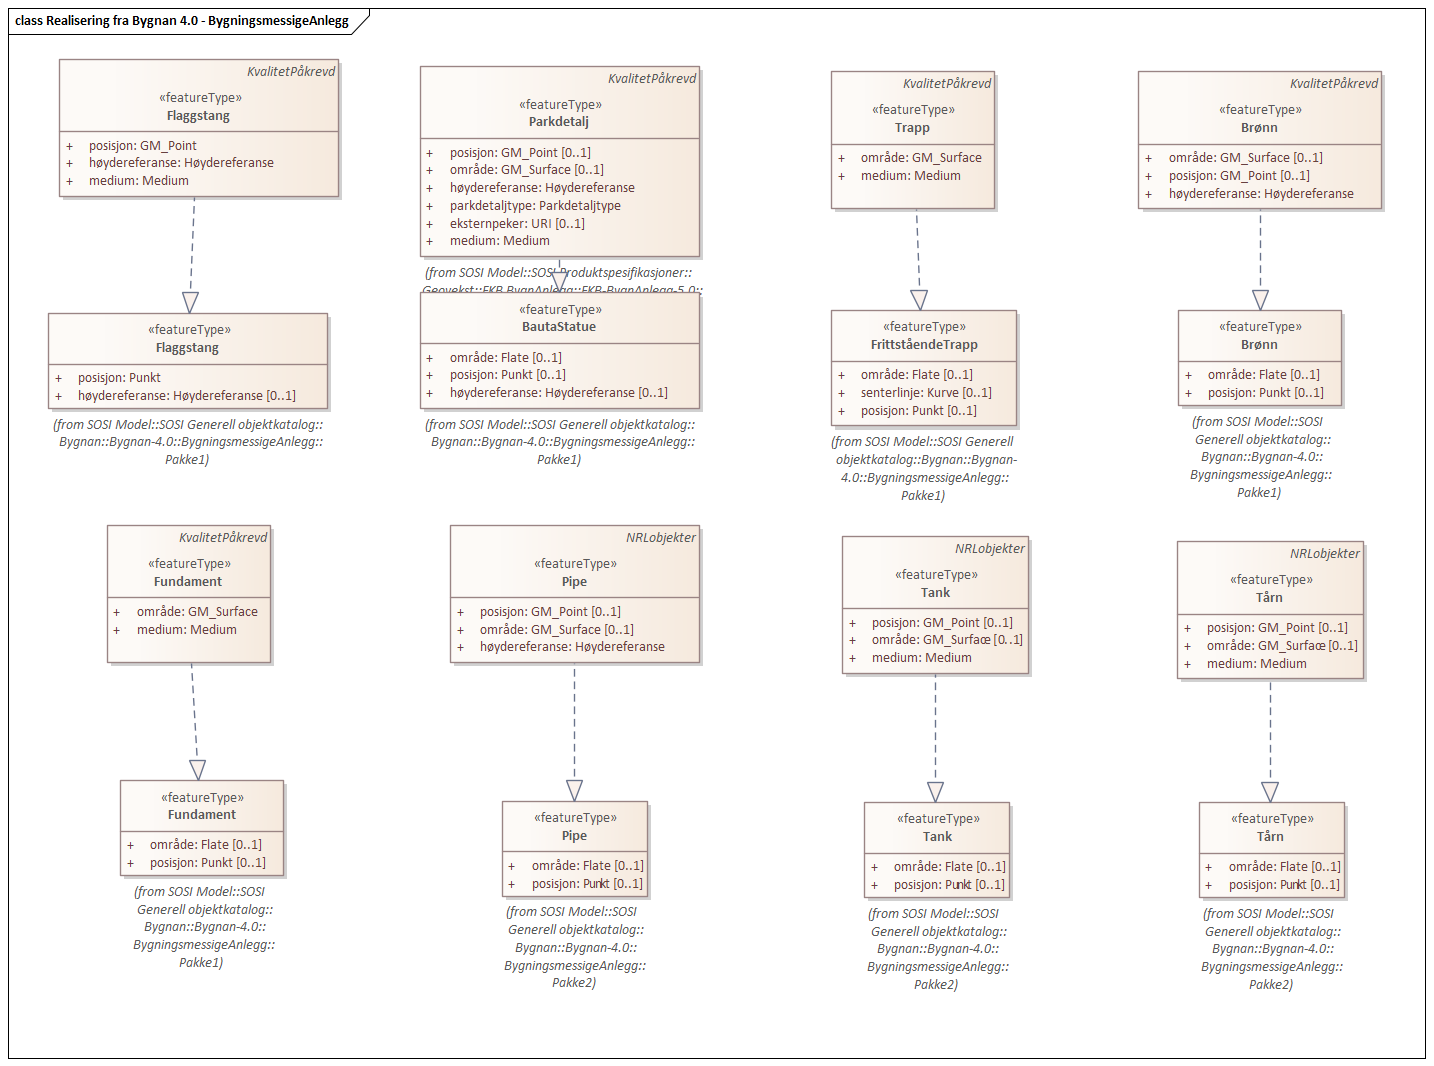 class Realisering fra Bygnan 4.0 - BygningsmessigeAnlegg
KvalitetPåkrevd
«featureType»
Flaggstang
+ posisjon: GM_Point
+ høydereferanse: Høydereferanse
+ medium: Medium
KvalitetPåkrevd
«featureType»
Parkdetalj
+ posisjon: GM_Point [0..1]
+ område: GM_Surface [0..1]
+ høydereferanse: Høydereferanse
+ parkdetaljtype: Parkdetaljtype
+ eksternpeker: URI [0..1]
+ medium: Medium
(from SOSI Model::SOSI Produktspesifikasjoner::
Geovekst::FKB BygnAnlegg::FKB-BygnAnlegg-5.0::
KvalitetPåkrevd
«featureType»
Trapp
+ område: GM_Surface
+ medium: Medium
KvalitetPåkrevd
«featureType»
Brønn
+ område: GM_Surface [0..1]
+ posisjon: GM_Point [0..1]
+ høydereferanse: Høydereferanse
«featureType»
Flaggstang
+ posisjon: Punkt
+ høydereferanse: Høydereferanse [0..1]
(from SOSI Model::SOSI Generell objektkatalog::
Bygnan::Bygnan-4.0::BygningsmessigeAnlegg::
Pakke1)
«featureType»
BautaStatue
+ område: Flate [0..1]
+ posisjon: Punkt [0..1]
+ høydereferanse: Høydereferanse [0..1]
(from SOSI Model::SOSI Generell objektkatalog::
Bygnan::Bygnan-4.0::BygningsmessigeAnlegg::
Pakke1)
«featureType»
FrittståendeTrapp
+ område: Flate [0..1]
+ senterlinje: Kurve [0..1]
+ posisjon: Punkt [0..1]
(from SOSI Model::SOSI Generell
objektkatalog::Bygnan::Bygnan-
4.0::BygningsmessigeAnlegg::
Pakke1)
«featureType»
Brønn
+ område: Flate [0..1]
+ posisjon: Punkt [0..1]
(from SOSI Model::SOSI
Generell objektkatalog::
Bygnan::Bygnan-4.0::
BygningsmessigeAnlegg::
Pakke1)
KvalitetPåkrevd
«featureType»
Fundament
+ område: GM_Surface
+ medium: Medium
NRLobjekter
«featureType»
Pipe
+ posisjon: GM_Point [0..1]
+ område: GM_Surface [0..1]
+ høydereferanse: Høydereferanse
NRLobjekter
«featureType»
Tank
+ posisjon: GM_Point [0..1]
+ område: GM_Surface [0..1]
+ medium: Medium
NRLobjekter
«featureType»
Tårn
+ posisjon: GM_Point [0..1]
+ område: GM_Surface [0..1]
+ medium: Medium
«featureType»
Fundament
+ område: Flate [0..1]
+ posisjon: Punkt [0..1]
(from SOSI Model::SOSI
Generell objektkatalog::
Bygnan::Bygnan-4.0::
BygningsmessigeAnlegg::
Pakke1)
«featureType»
Pipe
+ område: Flate [0..1]
+ posisjon: Punkt [0..1]
(from SOSI Model::SOSI
Generell objektkatalog::
Bygnan::Bygnan-4.0::
BygningsmessigeAnlegg::
Pakke2)
«featureType»
Tank
+ område: Flate [0..1]
+ posisjon: Punkt [0..1]
(from SOSI Model::SOSI
Generell objektkatalog::
Bygnan::Bygnan-4.0::
BygningsmessigeAnlegg::
Pakke2)
«featureType»
Tårn
+ område: Flate [0..1]
+ posisjon: Punkt [0..1]
(from SOSI Model::SOSI
Generell objektkatalog::
Bygnan::Bygnan-4.0::
BygningsmessigeAnlegg::
Pakke2)